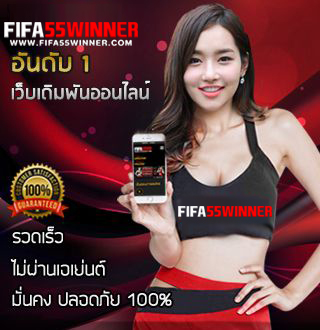 FIFA55WINNER
WWW.FIFA55WINNER.COM
อันดับ 1
เว็บเดิมพันออนไลน์
FIFA55WINNER
100%
GUARANTEED
FIFA55WINNER
รวดเร็ว
ไม่ผ่านเอเย่นต์
มั่นคง ปลอดภัย 100%